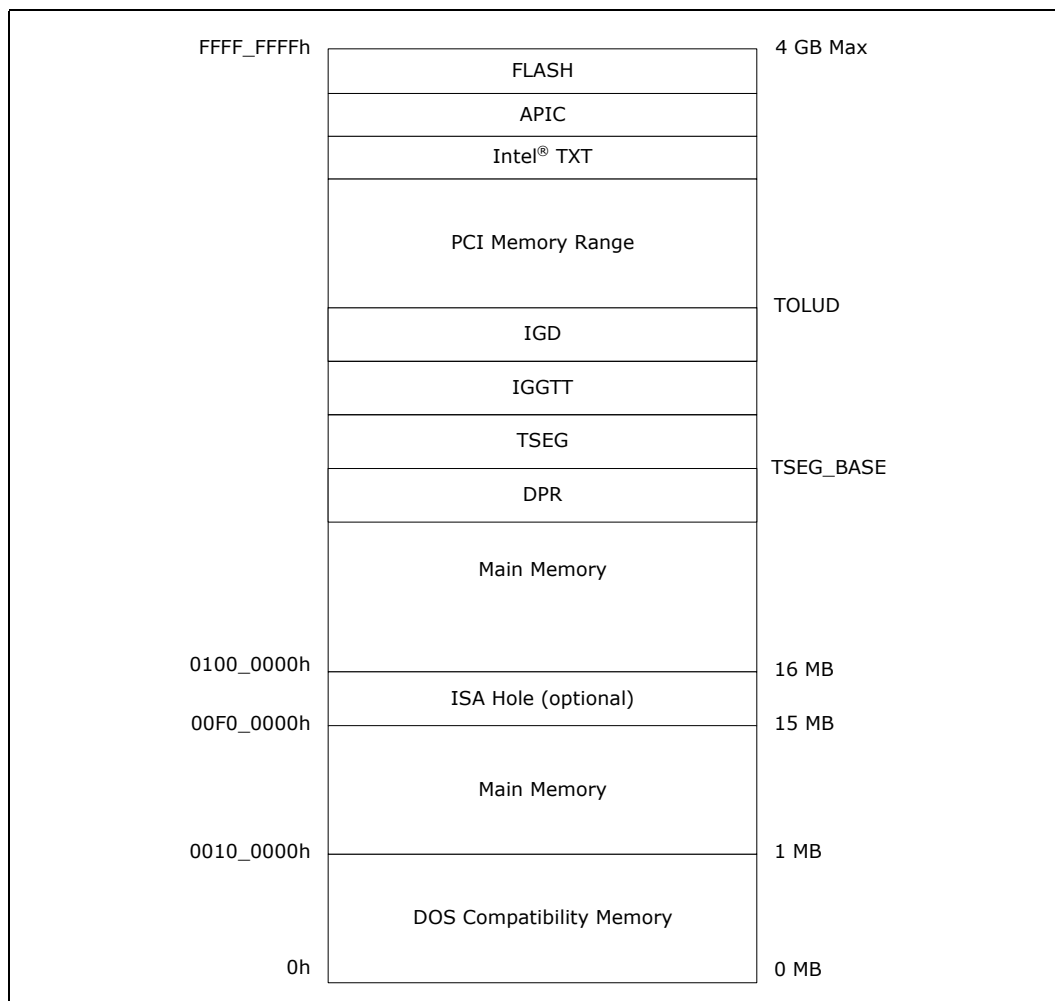 FFFF_FFFFh
4 GB Max
FLASH
APIC
Intel® TXT
PCI Memory Range
TOLUD
IGD
IGGTT
TSEG
TSEG_BASE
DPR
Main Memory
0100_0000h
16 MB
ISA Hole (optional)
00F0_0000h
15 MB
Main Memory
0010_0000h
1 MB
DOS Compatibility Memory
0h
0 MB